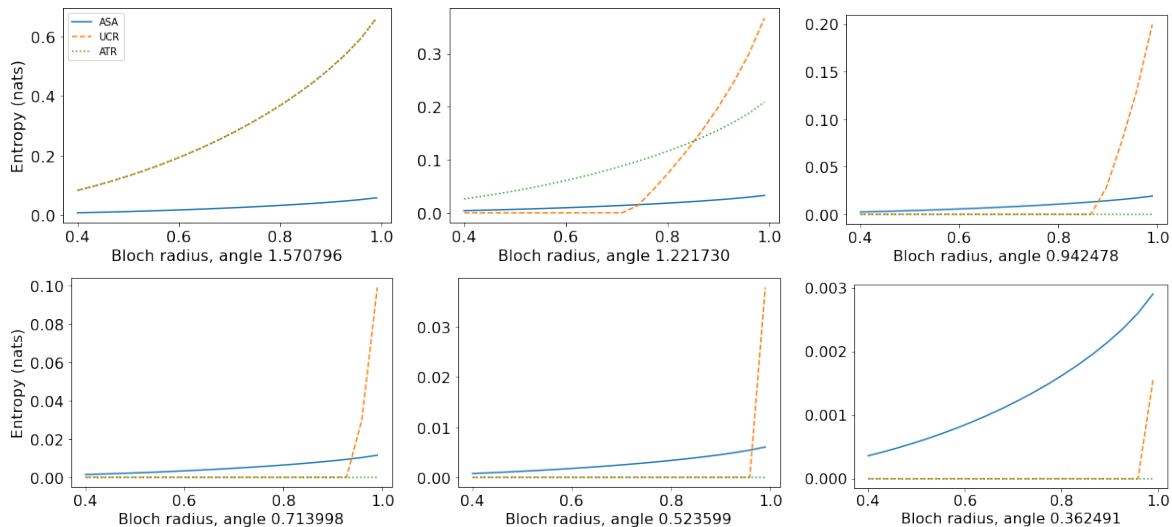 ASA
UCR
ATR
Entropy (nats)
0.6
0.4
0.2
0.0
0.4 0.6 0.8 1.0
Bloch radius, angle 1.570796
0.3
0.2
0.1
0.0
0.4 0.6 0.8 1.0
Bloch radius, angle 1.221730
0.20
0.15
0.10
0.05
0.00
0.4 0.6 0.8 1.0
Bloch radius, angle 0.942478
Entropy (nats)
0.10
0.08
0.06
0.04
0.02
0.00
0.4 0.6 0.8 1.0
Bloch radius, angle 0.713998
0.03
0.02
0.01
0.00
0.4 0.6 0.8 1.0
Bloch radius, angle 0.523599
0.003
0.002
0.001
0.000
0.4 0.6 0.8 1.0
Bloch radius, angle 0.362491